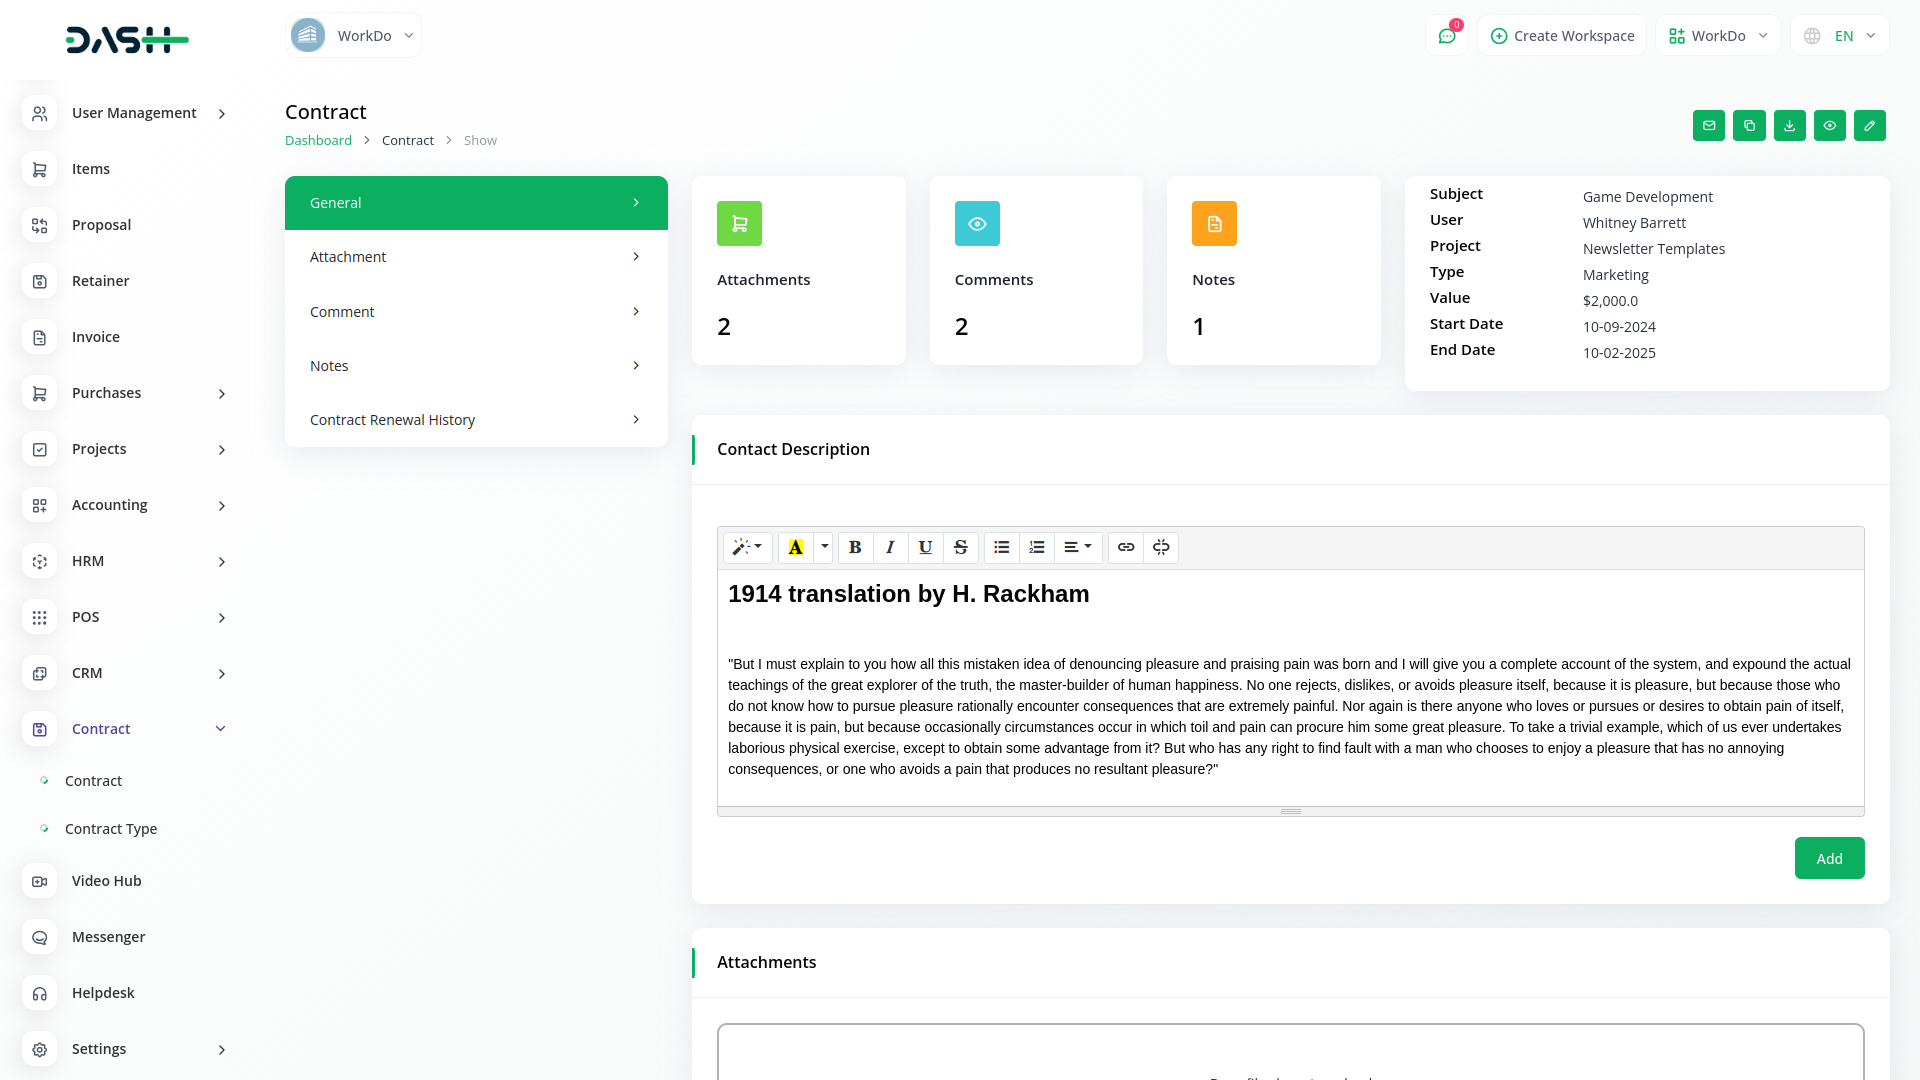 DASH
WorkDo
0
Create Workspace
WorkDo
EN
User Management
Items
Proposal
Retainer
Invoice
Purchases
Projects
Accounting
HRM
POS
CRM
Contract
Contract
Contract Type
Video Hub
Messenger
Helpdesk
Settings
Contract
Dashboard > Contract > Show
General
Attachment
Comment
Notes
Contract Renewal History
Attachments
2
Comments
2
Notes
1
Subject Game Development
User Whitney Barrett
Project Newsletter Templates
Type Marketing
Value $2,000.0
Start Date 10-09-2024
End Date 10-02-2025
Contact Description
A B I U S
1914 translation by H. Rackham
"But I must explain to you how all this mistaken idea of denouncing pleasure and praising pain was born and I will give you a complete account of the system, and expound the actual
teachings of the great explorer of the truth, the master-builder of human happiness. No one rejects, dislikes, or avoids pleasure itself, because it is pleasure, but because those who
do not know how to pursue pleasure rationally encounter consequences that are extremely painful. Nor again is there anyone who loves or pursues or desires to obtain pain of itself,
because it is pain, but because occasionally circumstances occur in which toil and pain can procure him some great pleasure. To take a trivial example, which of us ever undertakes
laborious physical exercise, except to obtain some advantage from it? But who has any right to find fault with a man who chooses to enjoy a pleasure that has no annoying
consequences, or one who avoids a pain that produces no resultant pleasure?"
Add
Attachments